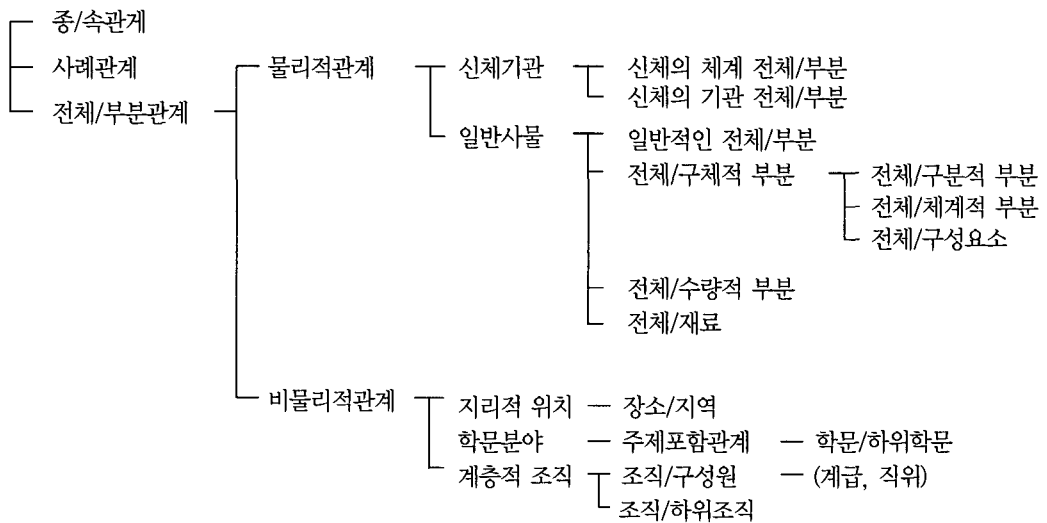 종/속관계
사례관계
전체/부분관계
물리적관계
신체기관
신체의 체계 전체/부분
신체의 기관 전체/부분
일반사물
일반적인 전체/부분
전체/구체적 부분
전체/구분적 부분
전체/체계적 부분
전체/구성요소
전체/수량적 부분
전체/재료
비물리적관계
지리적 위치
장소/지역
학문분야
주제포함관계
학문/하위학문
계층적 조직
조직/구성원
(계급, 직위)
조직/하위조직